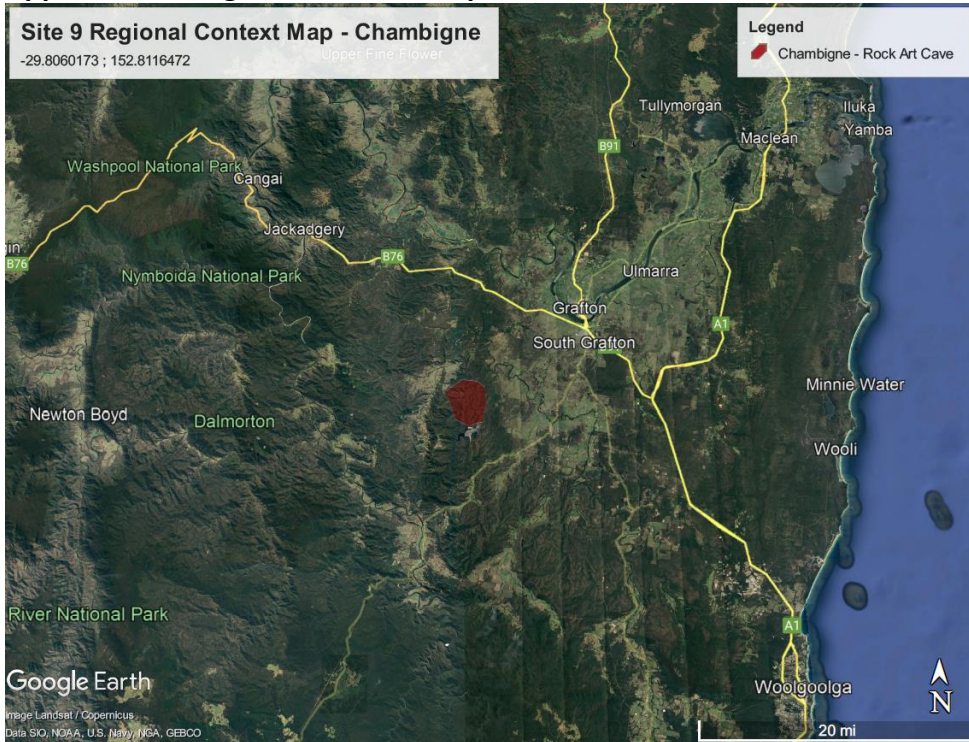 Site 9 Regional Context Map - Chambigne
-29.8060173 ; 152.8116472
Upper Fine Flower
Legend
Chambigne - Rock Art Cave
Tullymorgan
Iluka
Yamba
Maclean
B91
Washpool National Park
Cangai
Jackadgery
B76
B76
Nymboida National Park
Ulmarra
Grafton
South Grafton
A1
Minnie Water
Newton Boyd
Dalmorton
Wooli
River National Park
A1
Google Earth
Woolgoolga
N
Image Landsat / Copernicus
Data SIO, NOAA, U.S. Navy, NGA, GEBCO
20 mi